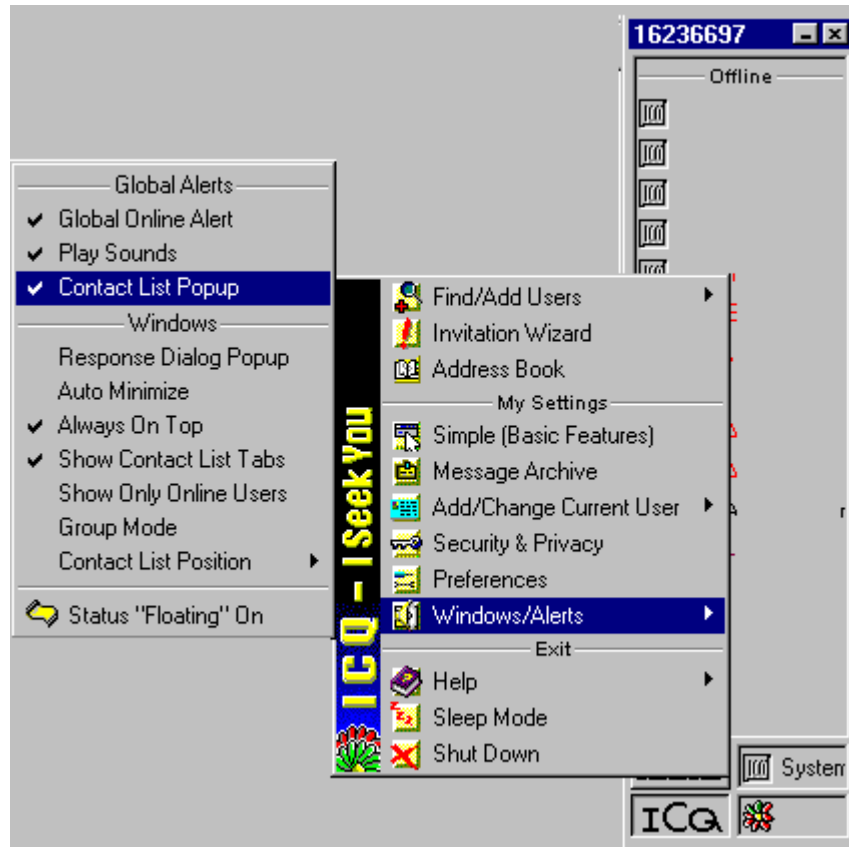 16236697
Offline
Global Alerts
Global Online Alert
Play Sounds
Contact List Popup
Windows
Response Dialog Popup
Auto Minimize
Always On Top
Show Contact List Tabs
Show Only Online Users
Group Mode
Contact List Position
Status "Floating" On
ICQ - I Seek You
Find/Add Users
Invitation Wizard
Address Book
My Settings
Simple (Basic Features)
Message Archive
Add/Change Current User
Security & Privacy
Preferences
Windows/Alerts
Exit
Help
Sleep Mode
Shut Down
System
ICQ